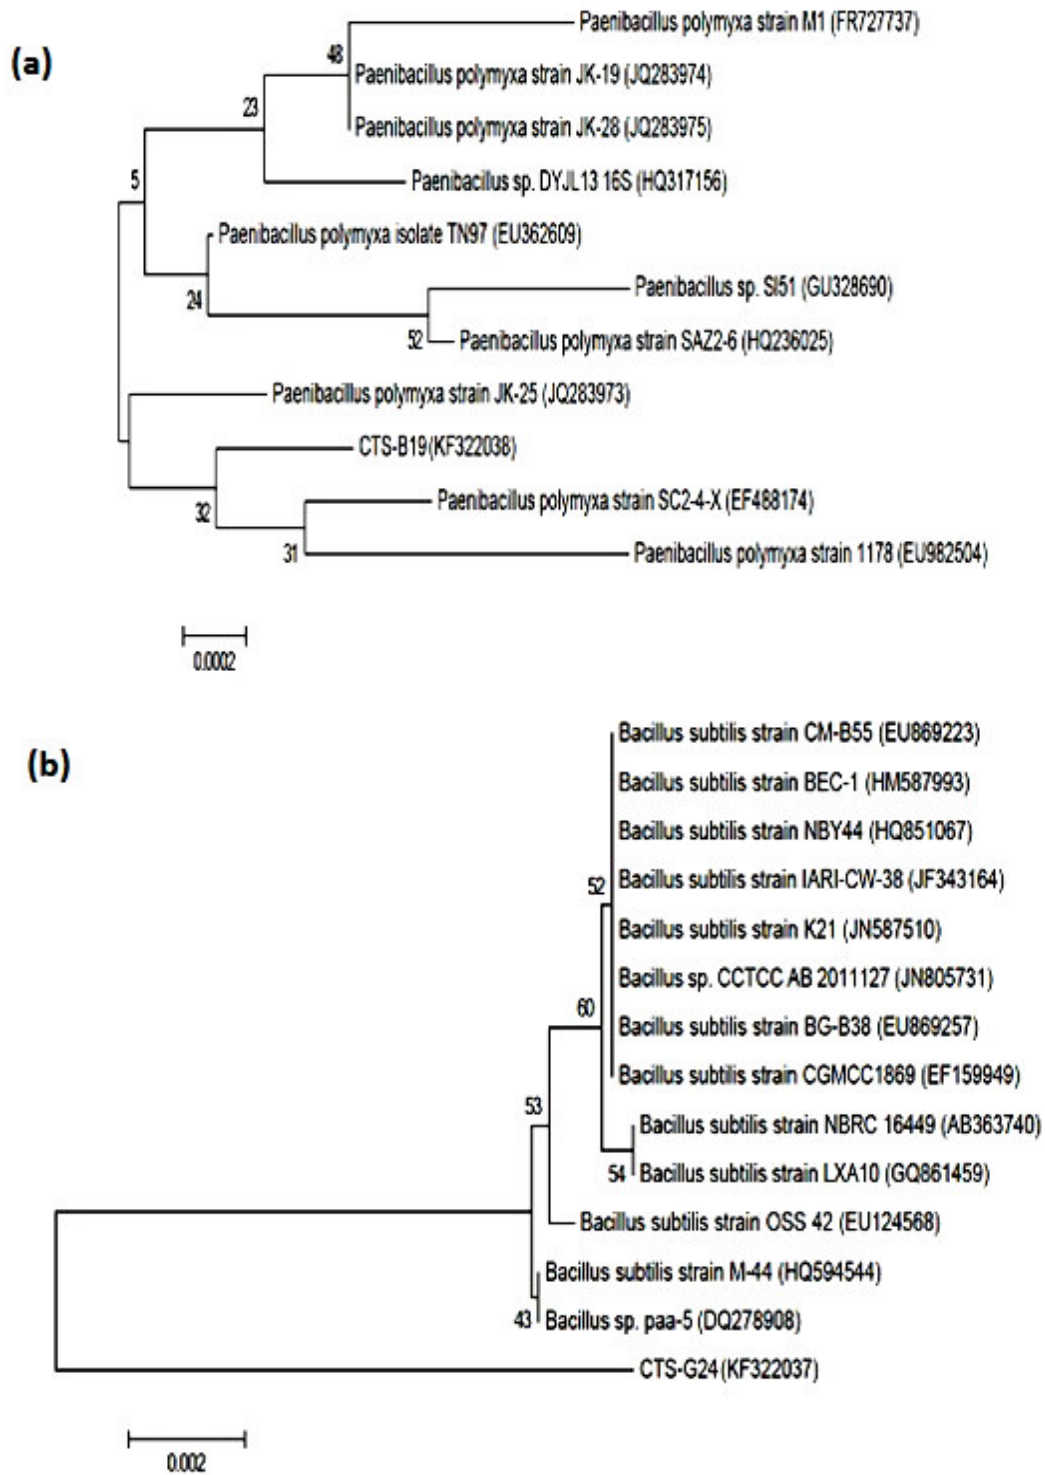 (a)
Paenibacillus polymyxa strain M1 (FR727737)
48
Paenibacillus polymyxa strain JK-19 (JQ283974)
23
Paenibacillus polymyxa strain JK-28 (JQ283975)
5
Paenibacillus sp. DYJL13 16S (HQ317156)
Paenibacillus polymyxa isolate TN97 (EU362609)
24
Paenibacillus sp. SI51 (GU328690)
52
Paenibacillus polymyxa strain SAZ2-6 (HQ236025)
Paenibacillus polymyxa strain JK-25 (JQ283973)
CTS-B19(KF322038)
32
Paenibacillus polymyxa strain SC2-4-X (EF488174)
31
Paenibacillus polymyxa strain 1178 (EU982504)
0.0002
(b)
Bacillus subtilis strain CM-B55 (EU869223)
Bacillus subtilis strain BEC-1 (HM587993)
Bacillus subtilis strain NBY44 (HQ851067)
52
Bacillus subtilis strain IARI-CW-38 (JF343164)
Bacillus subtilis strain K21 (JN587510)
Bacillus sp. CCTCC AB 2011127 (JN805731)
60
Bacillus subtilis strain BG-B38 (EU869257)
Bacillus subtilis strain CGMCC1869 (EF159949)
53
Bacillus subtilis strain NBRC 16449 (AB363740)
54
Bacillus subtilis strain LXA10 (GQ861459)
Bacillus subtilis strain OSS 42 (EU124568)
Bacillus subtilis strain M-44 (HQ594544)
43
Bacillus sp. paa-5 (DQ278908)
CTS-G24(KF322037)
0.002